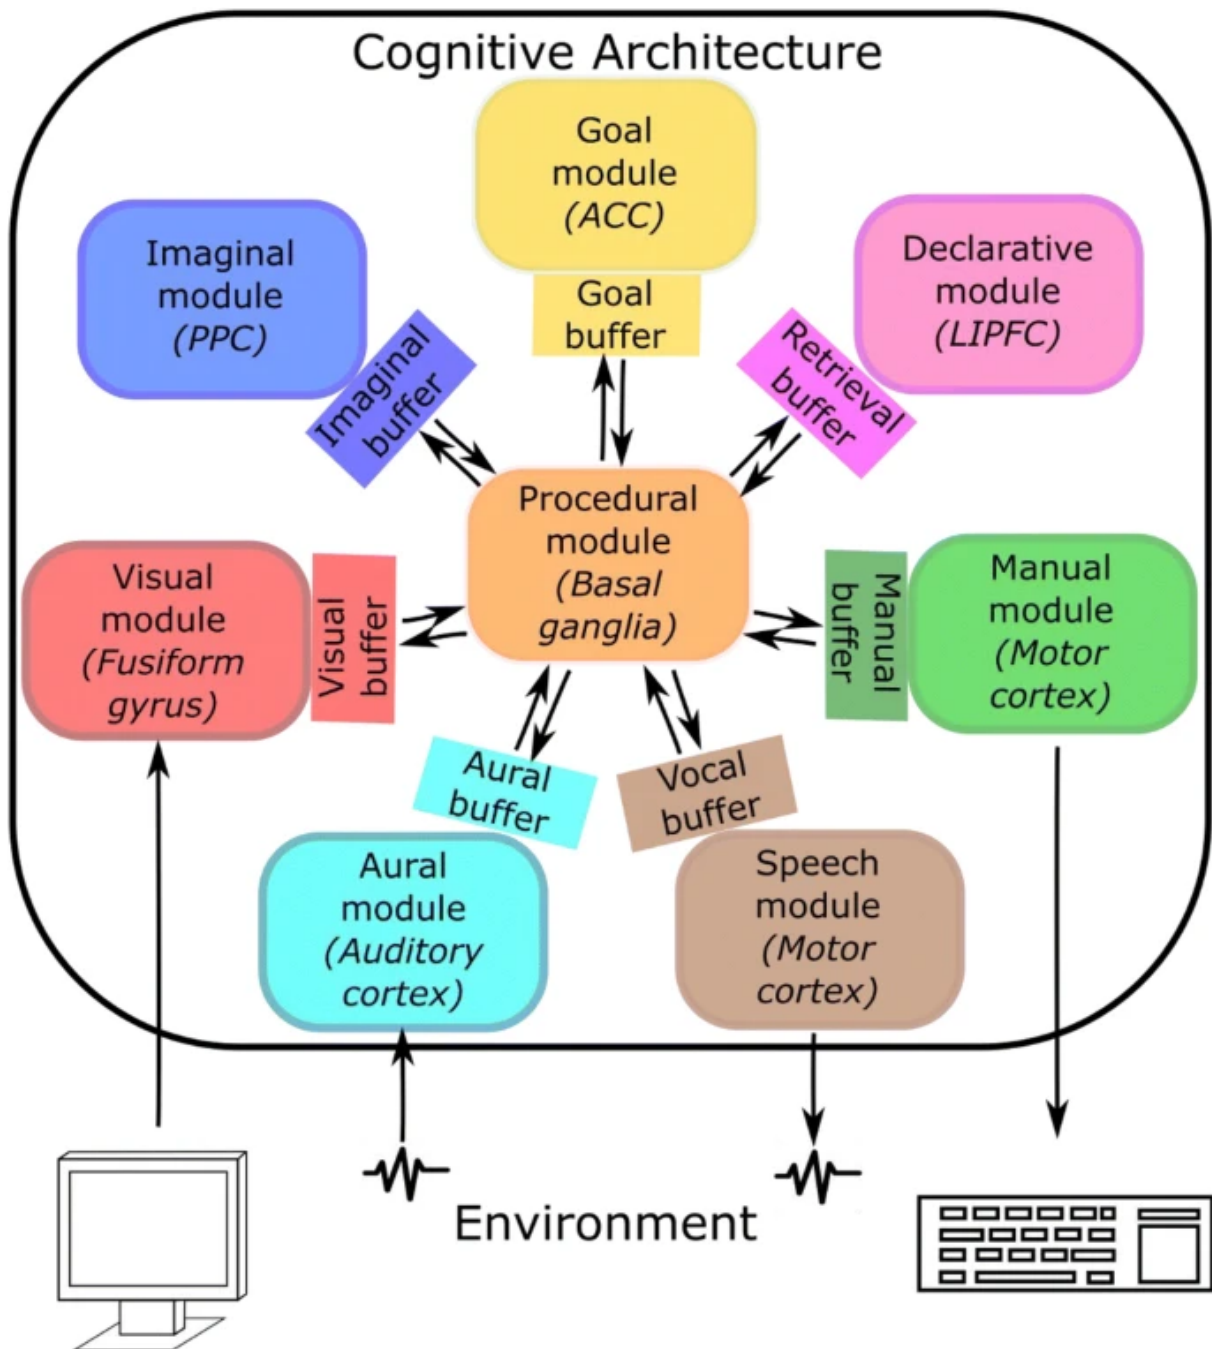 Cognitive Architecture
Goal
module
(ACC)
Goal
buffer
Imaginal
module
(PPC)
Imaginal
buffer
Declarative
module
(LIPFC)
Retrieval
buffer
Procedural
module
(Basal
ganglia)
Visual
module
(Fusiform
gyrus)
Visual
buffer
Manual
buffer
Manual
module
(Motor
cortex)
Aural
buffer
Aural
module
(Auditory
cortex)
Vocal
buffer
Speech
module
(Motor
cortex)
Environment